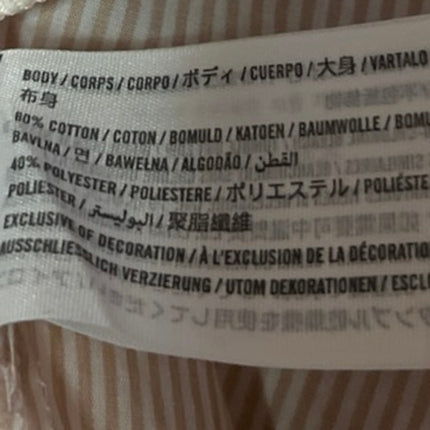 BODY / CORPS / CORPO / ボディ / CUERPO / 大身 / VARTALO
布身
60% COTTON / COTON / BOMULD / KATOEN / BAUMWOLLE / BOMU
BAVLNA / 면 / BAWEŁNA / ALGODÃO / القطن
40% POLYESTER / POLIESTERE / ポリエステル / POLIÉSTE
POLIESTER / البوليستر / 聚脂纖維
EXCLUSIVE OF DECORATION / À L'EXCLUSION DE LA DÉCORATIO
AUSSCHLIESSLICH VERZIERUNG / UTOM DEKORATIONEN / ESCL